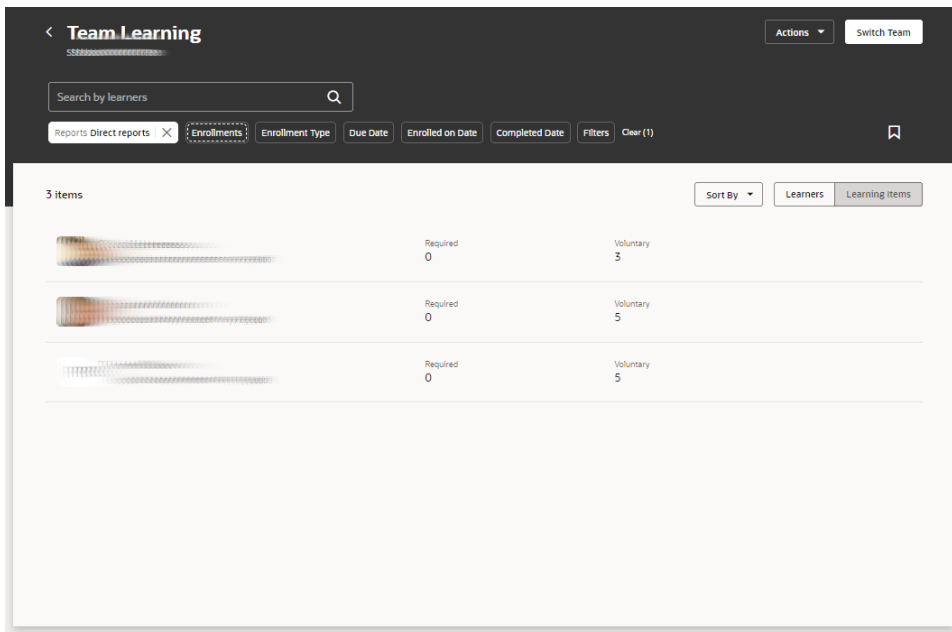 Team Learning
Actions
Switch Team
Search by learners
Reports Direct reports Enrollments Enrollment Type Due Date Enrolled on Date Completed Date Filters Clear (1)
3 items
Sort By Learners Learning Items
Required Voluntary
0 3
Required Voluntary
0 5
Required Voluntary
0 5